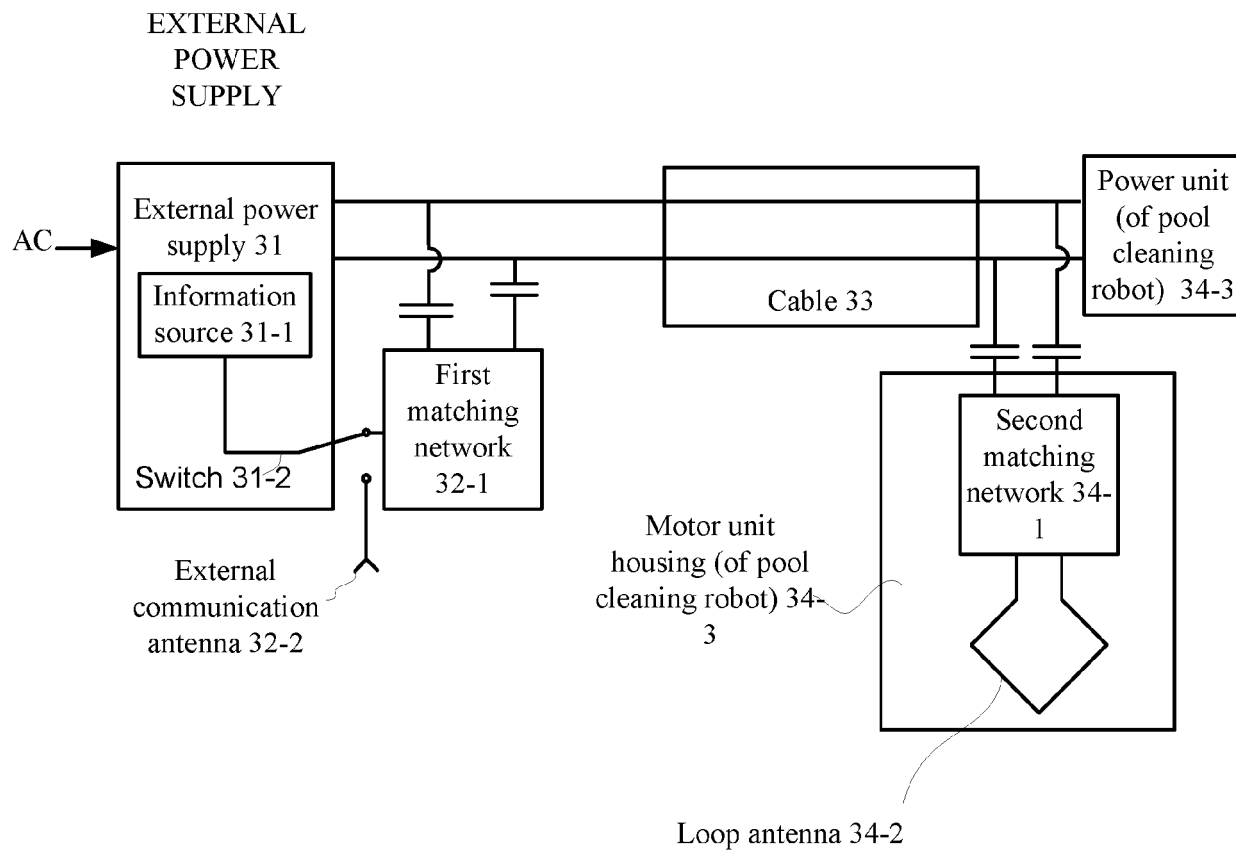 EXTERNAL
POWER
SUPPLY
AC
External power
supply 31
Information
source 31-1
Switch 31-2
First
matching
network
32-1
External
communication
antenna 32-2
Cable 33
Power unit
(of pool
cleaning
robot) 34-3
Second
matching
network 34-
1
Motor unit
housing (of pool
cleaning robot) 34-
3
Loop antenna 34-2